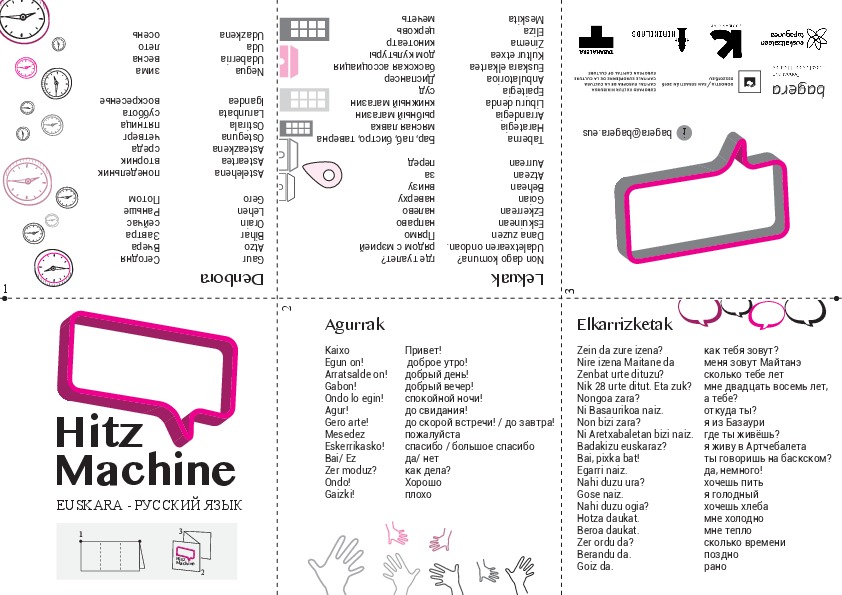 Denbora
Gaur Сегодня
Atzo Вчера
Bihar Завтра
Orain сейчас
Lehen Раньше
Gero Потом
Astelehena понедельник
Asteartea вторник
Asteazkena среда
Osteguna четверг
Ostirala пятница
Larunbata суббота
Igandea воскресенье
Negua зима
Udaberria весна
Uda лето
Udazkena осень
1
Lekuak
Non dago komuna? где туалет?
Udaletxearen ondoan. рядом с мэрией
Dana zuzen Прямо
Eskuinean направо
Ezkerrean налево
Goian наверху
Behean внизу
Atzean за
Aurrean перед
Taberna Бар, паб, бистро, таверна
Harategia мясная лавка
Arrandegia рыбный магазин
Liburu denda книжный магазин
Epaitegia суд
Anbulatorioa Диспансер
Euskara elkartea баскская ассоциация
Kultur etxea дом культуры
Zinema кинотеатр
Eliza церковь
Meskita мечеть
3
i bagera@bagera.eus
bagera
euskaltzaleen
topagunea
TABAKALERA
Hitz
Machine
EUSKARA - РУССКИЙ ЯЗЫК
1
3
Hitz
Machine
2
2
Agurrak
Kaixo Привет!
Egun on! доброе утро!
Arratsalde on! добрый день!
Gabon! добрый вечер!
Ondo lo egin! спокойной ночи!
Agur! до свидания!
Gero arte! до скорой встречи! / до завтра!
Mesedez пожалуйста
Eskerrikasko! спасибо / большое спасибо
Bai/ Ez да/ нет
Zer moduz? как дела?
Ondo! Хорошо
Gaizki! плохо
Elkarrizketak
Zein da zure izena? как тебя зовут?
Nire izena Maitane da меня зовут Майтанэ
Zenbat urte dituzu? сколько тебе лет
Nik 28 urte ditut. Eta zuk? мне двадцать восемь лет,
Nongoa zara? а тебе?
Ni Basaurikoa naiz. откуда ты?
Non bizi zara? я из Базаури
Ni Aretxabaletan bizi naiz. где ты живёшь?
Badakizu euskaraz? я живу в Артчебалета
Bai, pixka bat! ты говоришь на баскском?
Egarri naiz. да, немного!
Nahi duzu ura? хочешь пить
Gose naiz. я голодный
Nahi duzu ogia? хочешь хлеба
Hotza daukat. мне холодно
Beroa daukat. мне тепло
Zer ordu da? сколько времени
Berandu da. поздно
Goiz da. рано